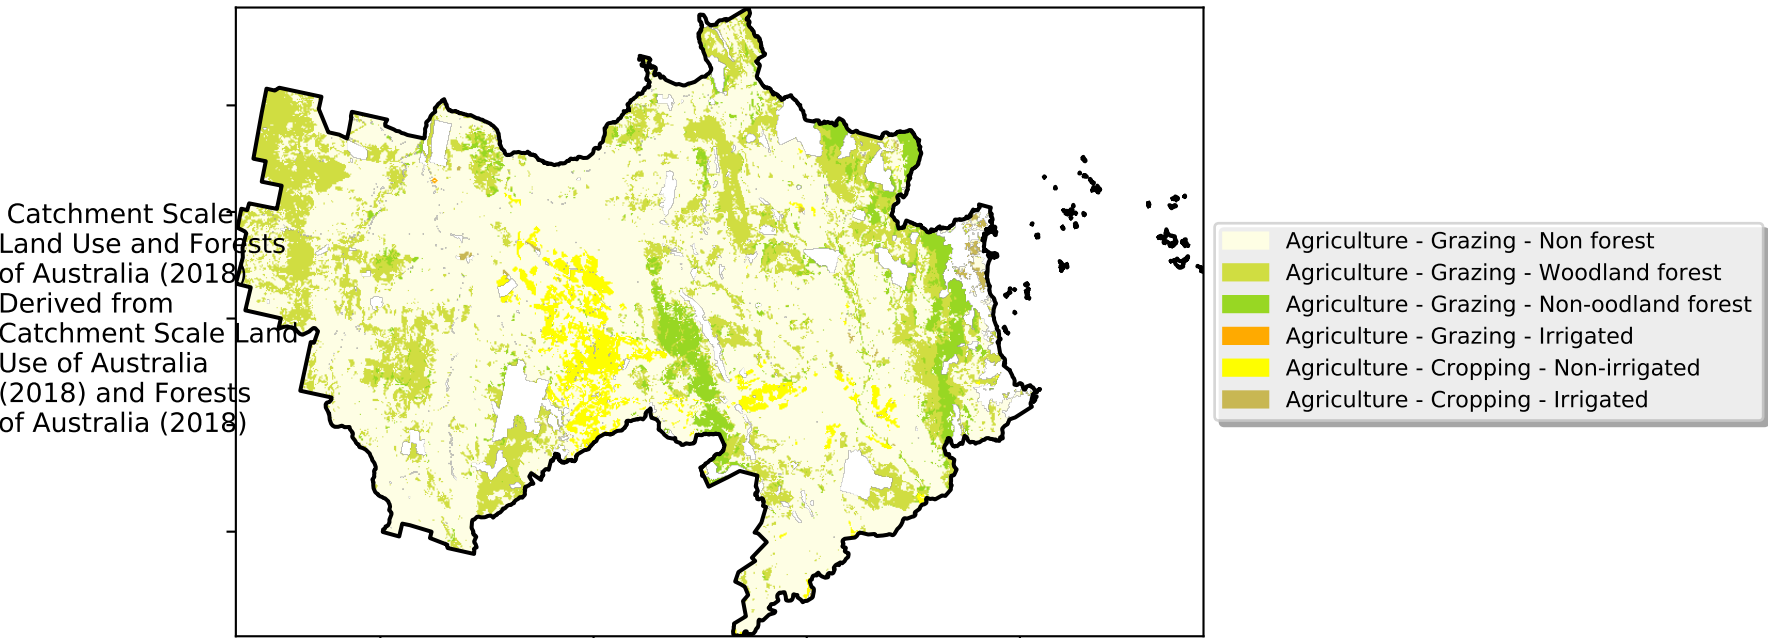 Catchment Scale
Land Use and Forests
of Australia (2018)
Derived from
Catchment Scale Land
Use of Australia
(2018) and Forests
of Australia (2018)
Agriculture - Grazing - Non forest
Agriculture - Grazing - Woodland forest
Agriculture - Grazing - Non-oodland forest
Agriculture - Grazing - Irrigated
Agriculture - Cropping - Non-irrigated
Agriculture - Cropping - Irrigated